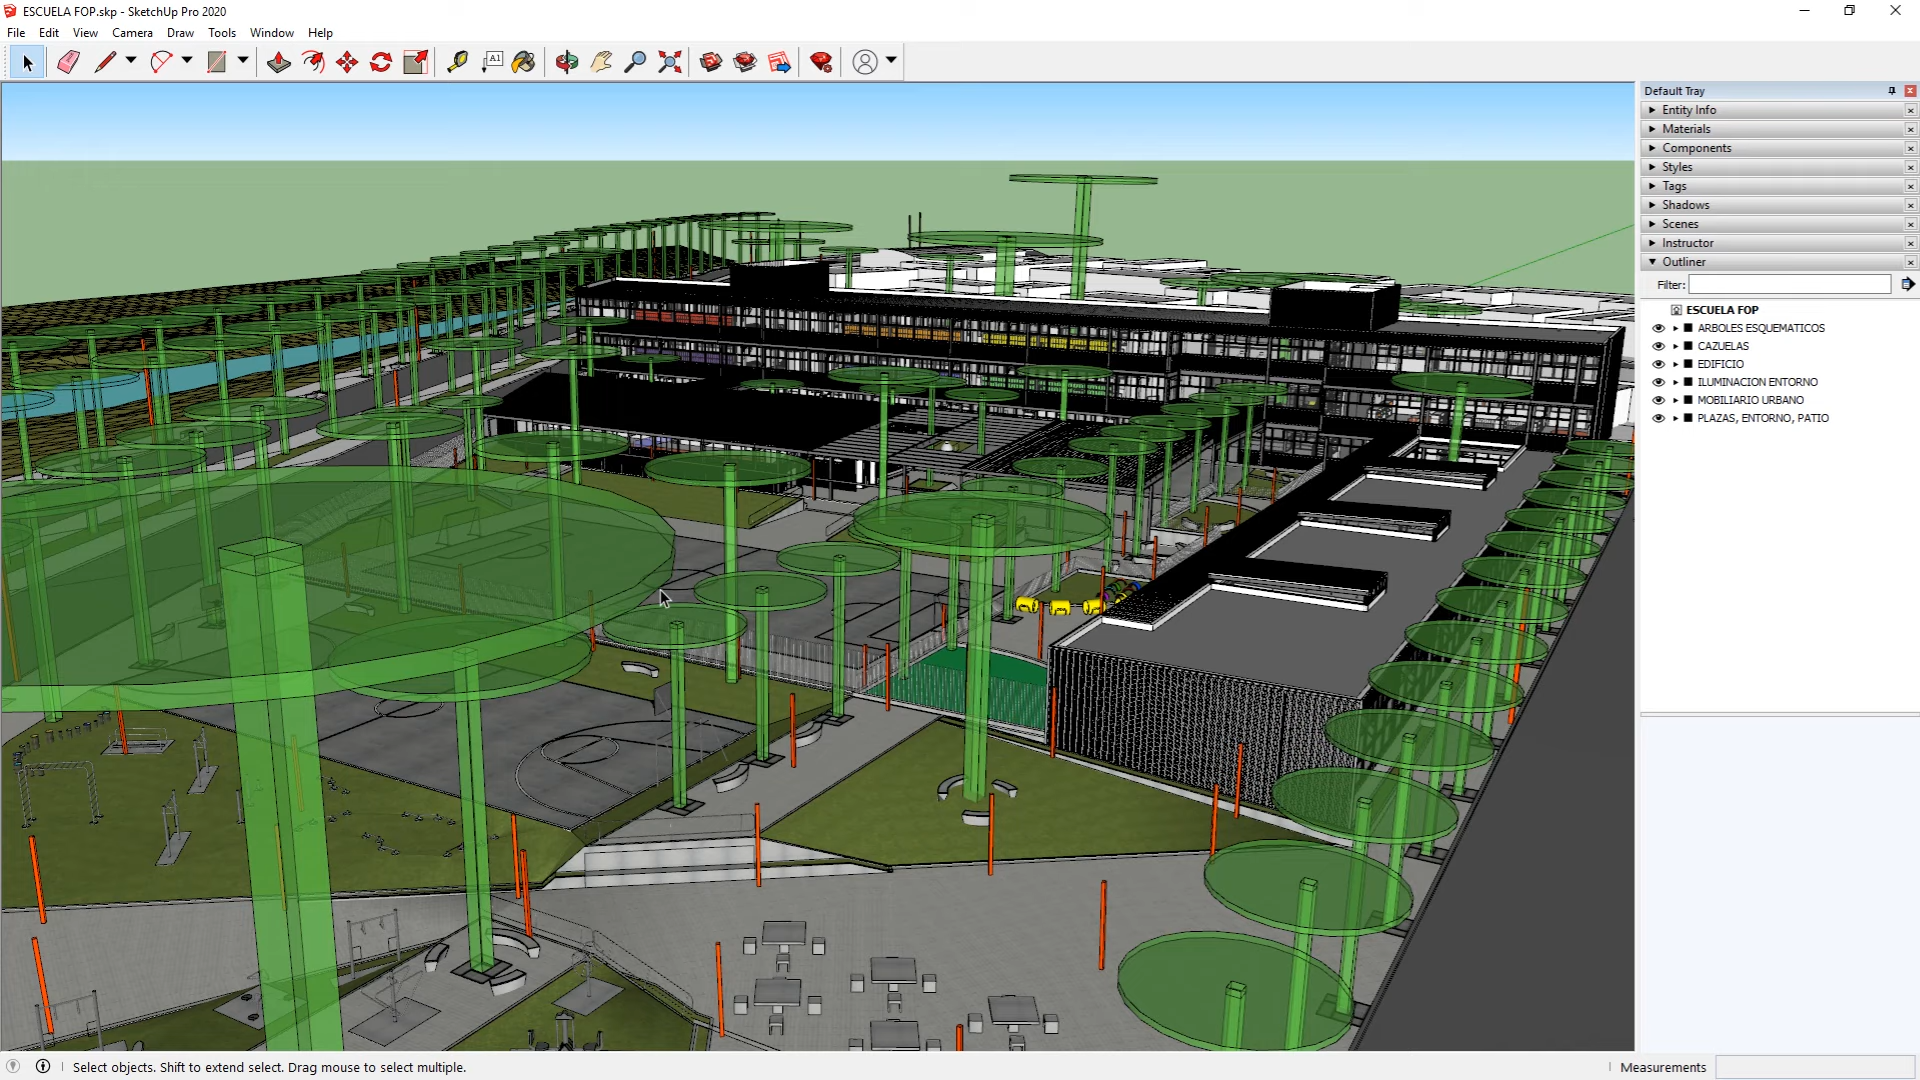 ESCUELA FOP.skp - SketchUp Pro 2020
File Edit View Camera Draw Tools Window Help
A1
Default Tray
Entity Info
Materials
Components
Styles
Tags
Shadows
Scenes
Instructor
Outliner
Filter:
ESCUELA FOP
ARBOLES ESQUEMATICOS
CAZUELAS
EDIFICIO
ILUMINACION ENTORNO
MOBILIARIO URBANO
PLAZAS, ENTORNO, PATIO
Select objects. Shift to extend select. Drag mouse to select multiple.
Measurements